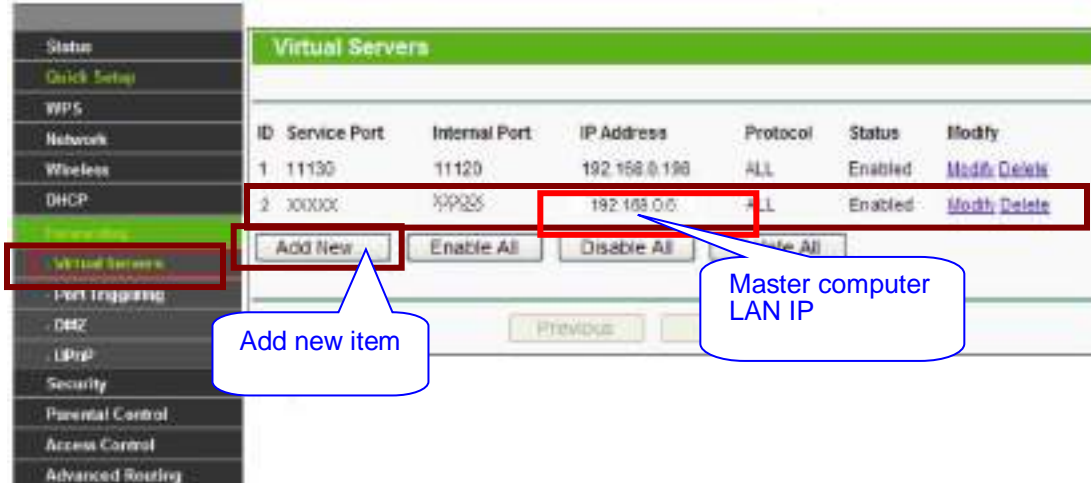 Status
Quick Setup
WPS
Network
Wireless
DHCP
Forwarding
- Virtual Servers
- Port Triggering
- DMZ
- UPnP
Security
Parental Control
Access Control
Advanced Routing
Virtual Servers
ID Service Port Internal Port IP Address Protocol Status Modify
1 11130 11120 192.168.0.198 ALL Enabled Modify Delete
2 XXXXX XXXXX 192.168.0.6 ALL Enabled Modify Delete
Add New Enable All Disable All All
Add new item
Master computer
LAN IP
Previous